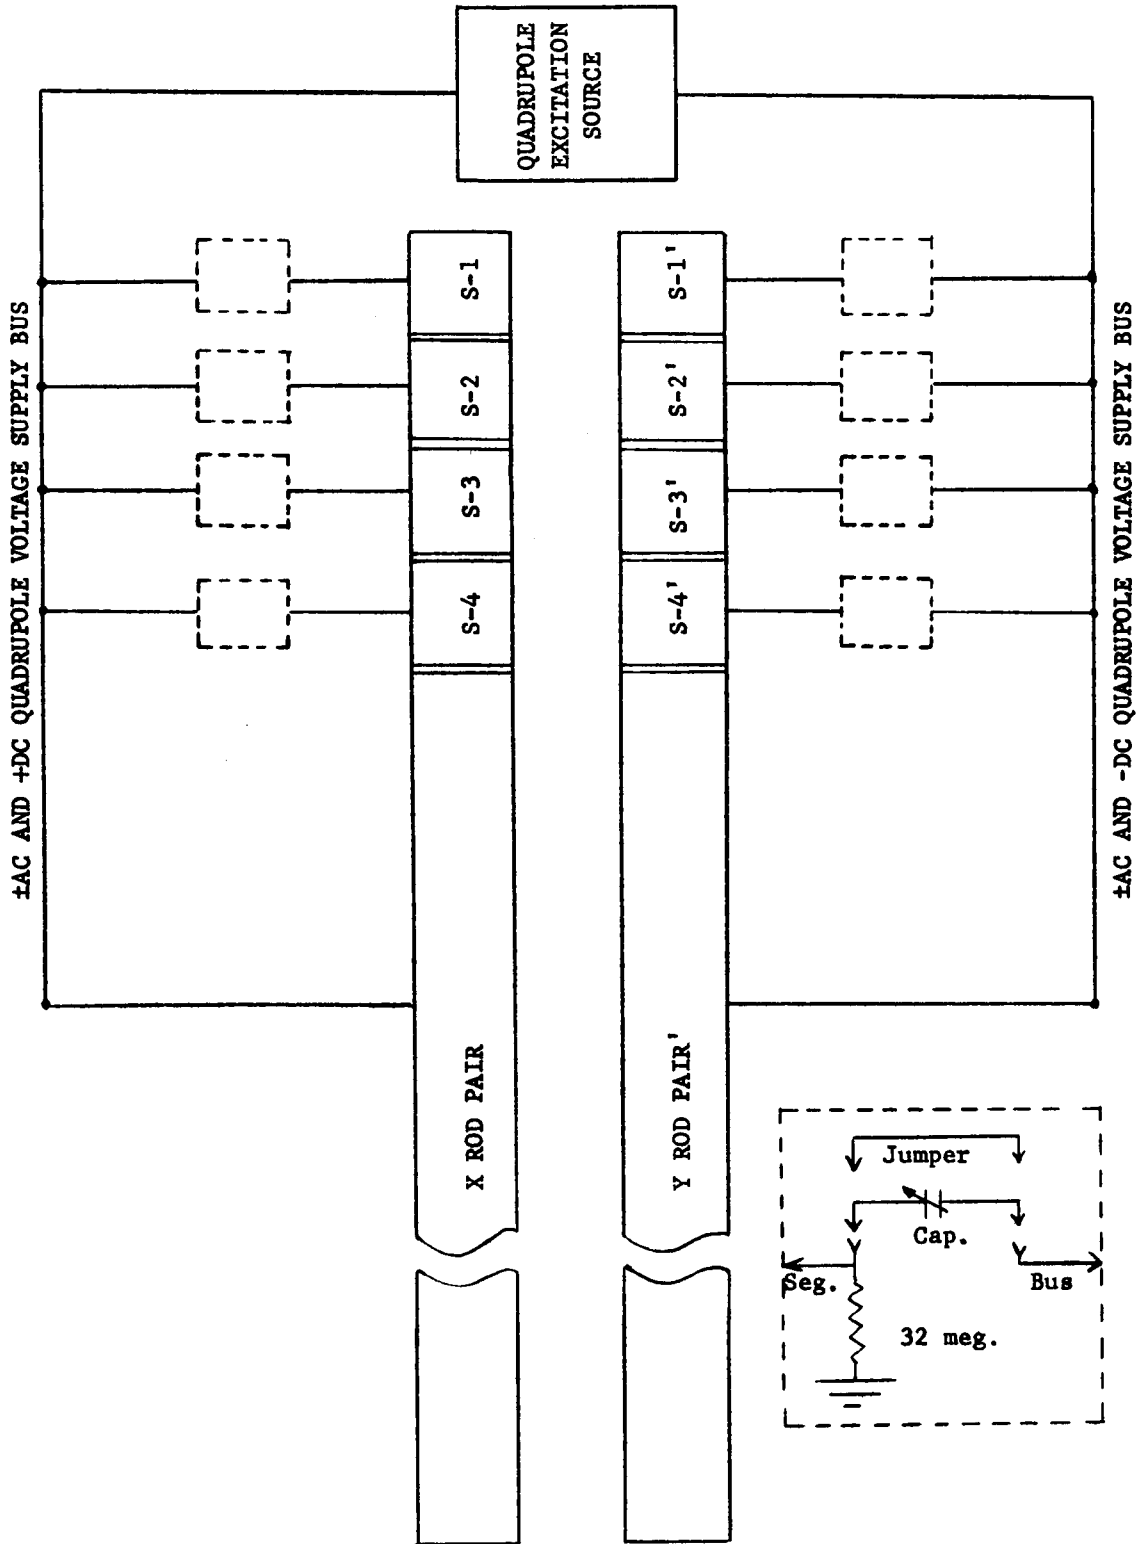 QUADRUPOLE
EXCITATION
SOURCE
±AC AND +DC QUADRUPOLE VOLTAGE SUPPLY BUS
S-1
S-2
S-3
S-4
X ROD PAIR
S-1'
S-2'
S-3'
S-4'
Y ROD PAIR'
±AC AND -DC QUADRUPOLE VOLTAGE SUPPLY BUS
Jumper
Cap.
Seg.
Bus
32 meg.